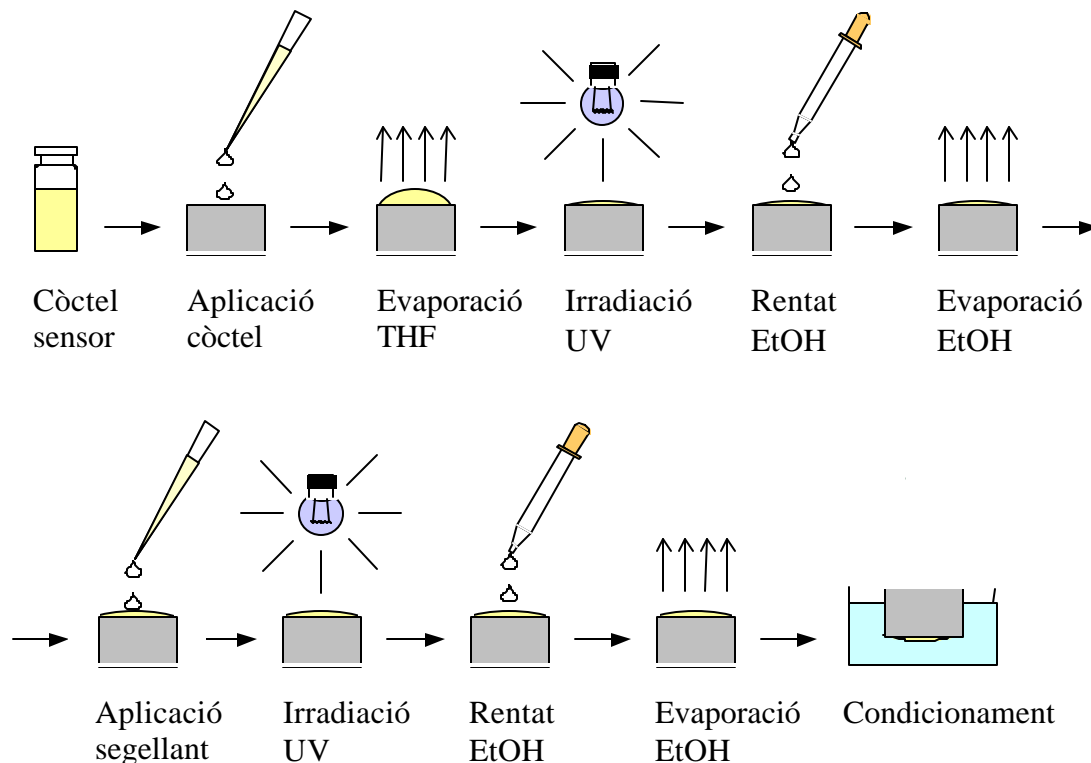 Còctel
sensor
Aplicació
còctel
Evaporació
THF
Irradiació
UV
Rentat
EtOH
Evaporació
EtOH
Aplicació
segellant
Irradiació
UV
Rentat
EtOH
Evaporació
EtOH
Condicionament